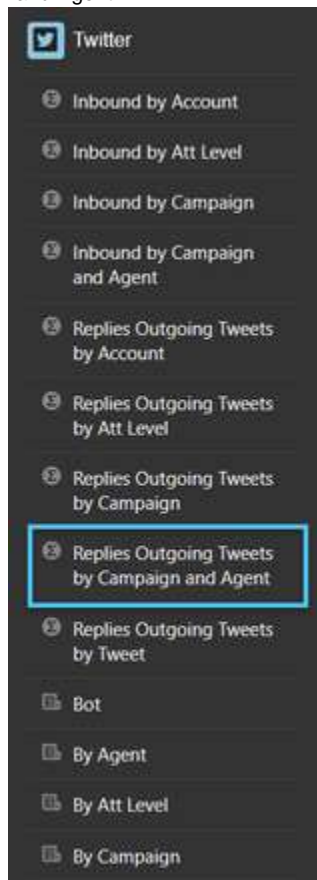 Twitter
Inbound by Account
Inbound by Att Level
Inbound by Campaign
Inbound by Campaign
and Agent
Replies Outgoing Tweets
by Account
Replies Outgoing Tweets
by Att Level
Replies Outgoing Tweets
by Campaign
Replies Outgoing Tweets
by Campaign and Agent
Replies Outgoing Tweets
by Tweet
Bot
By Agent
By Att Level
By Campaign